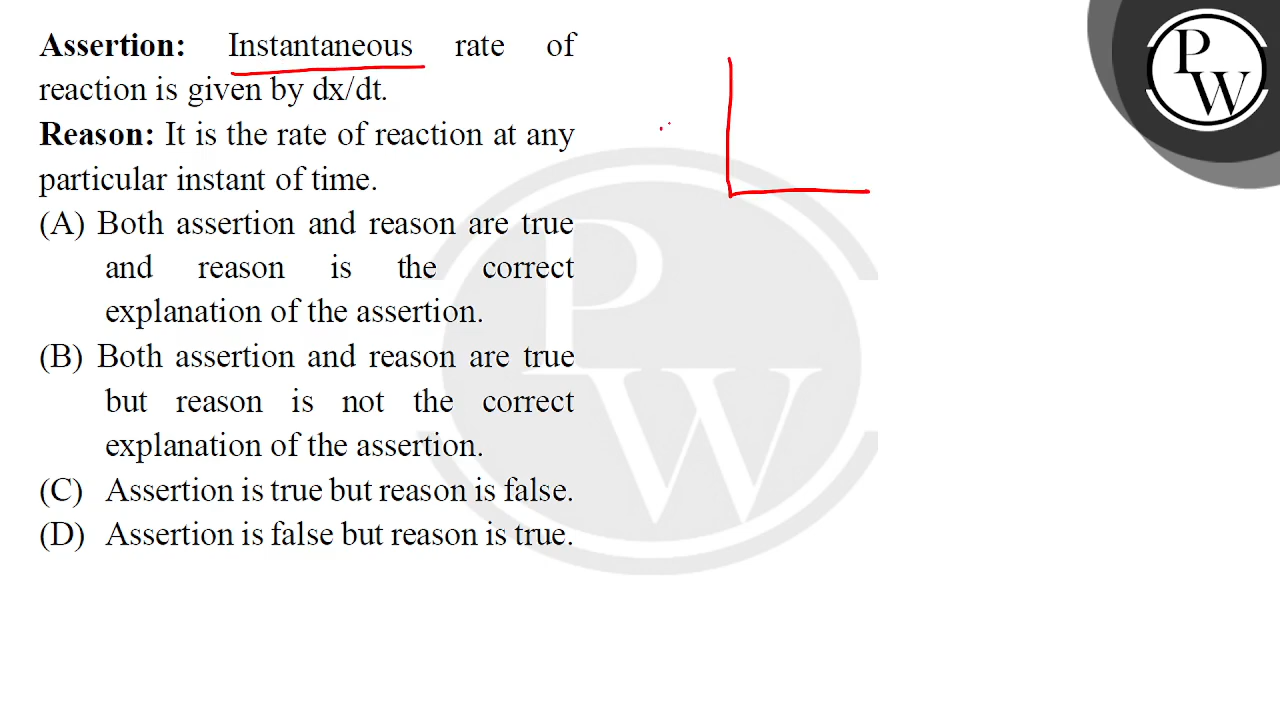 Assertion: Instantaneous rate of
reaction is given by dx/dt.
Reason: It is the rate of reaction at any
particular instant of time.
(A) Both assertion and reason are true
and reason is the correct
explanation of the assertion.
(B) Both assertion and reason are true
but reason is not the correct
explanation of the assertion.
(C) Assertion is true but reason is false.
(D) Assertion is false but reason is true.
P
W
P
W